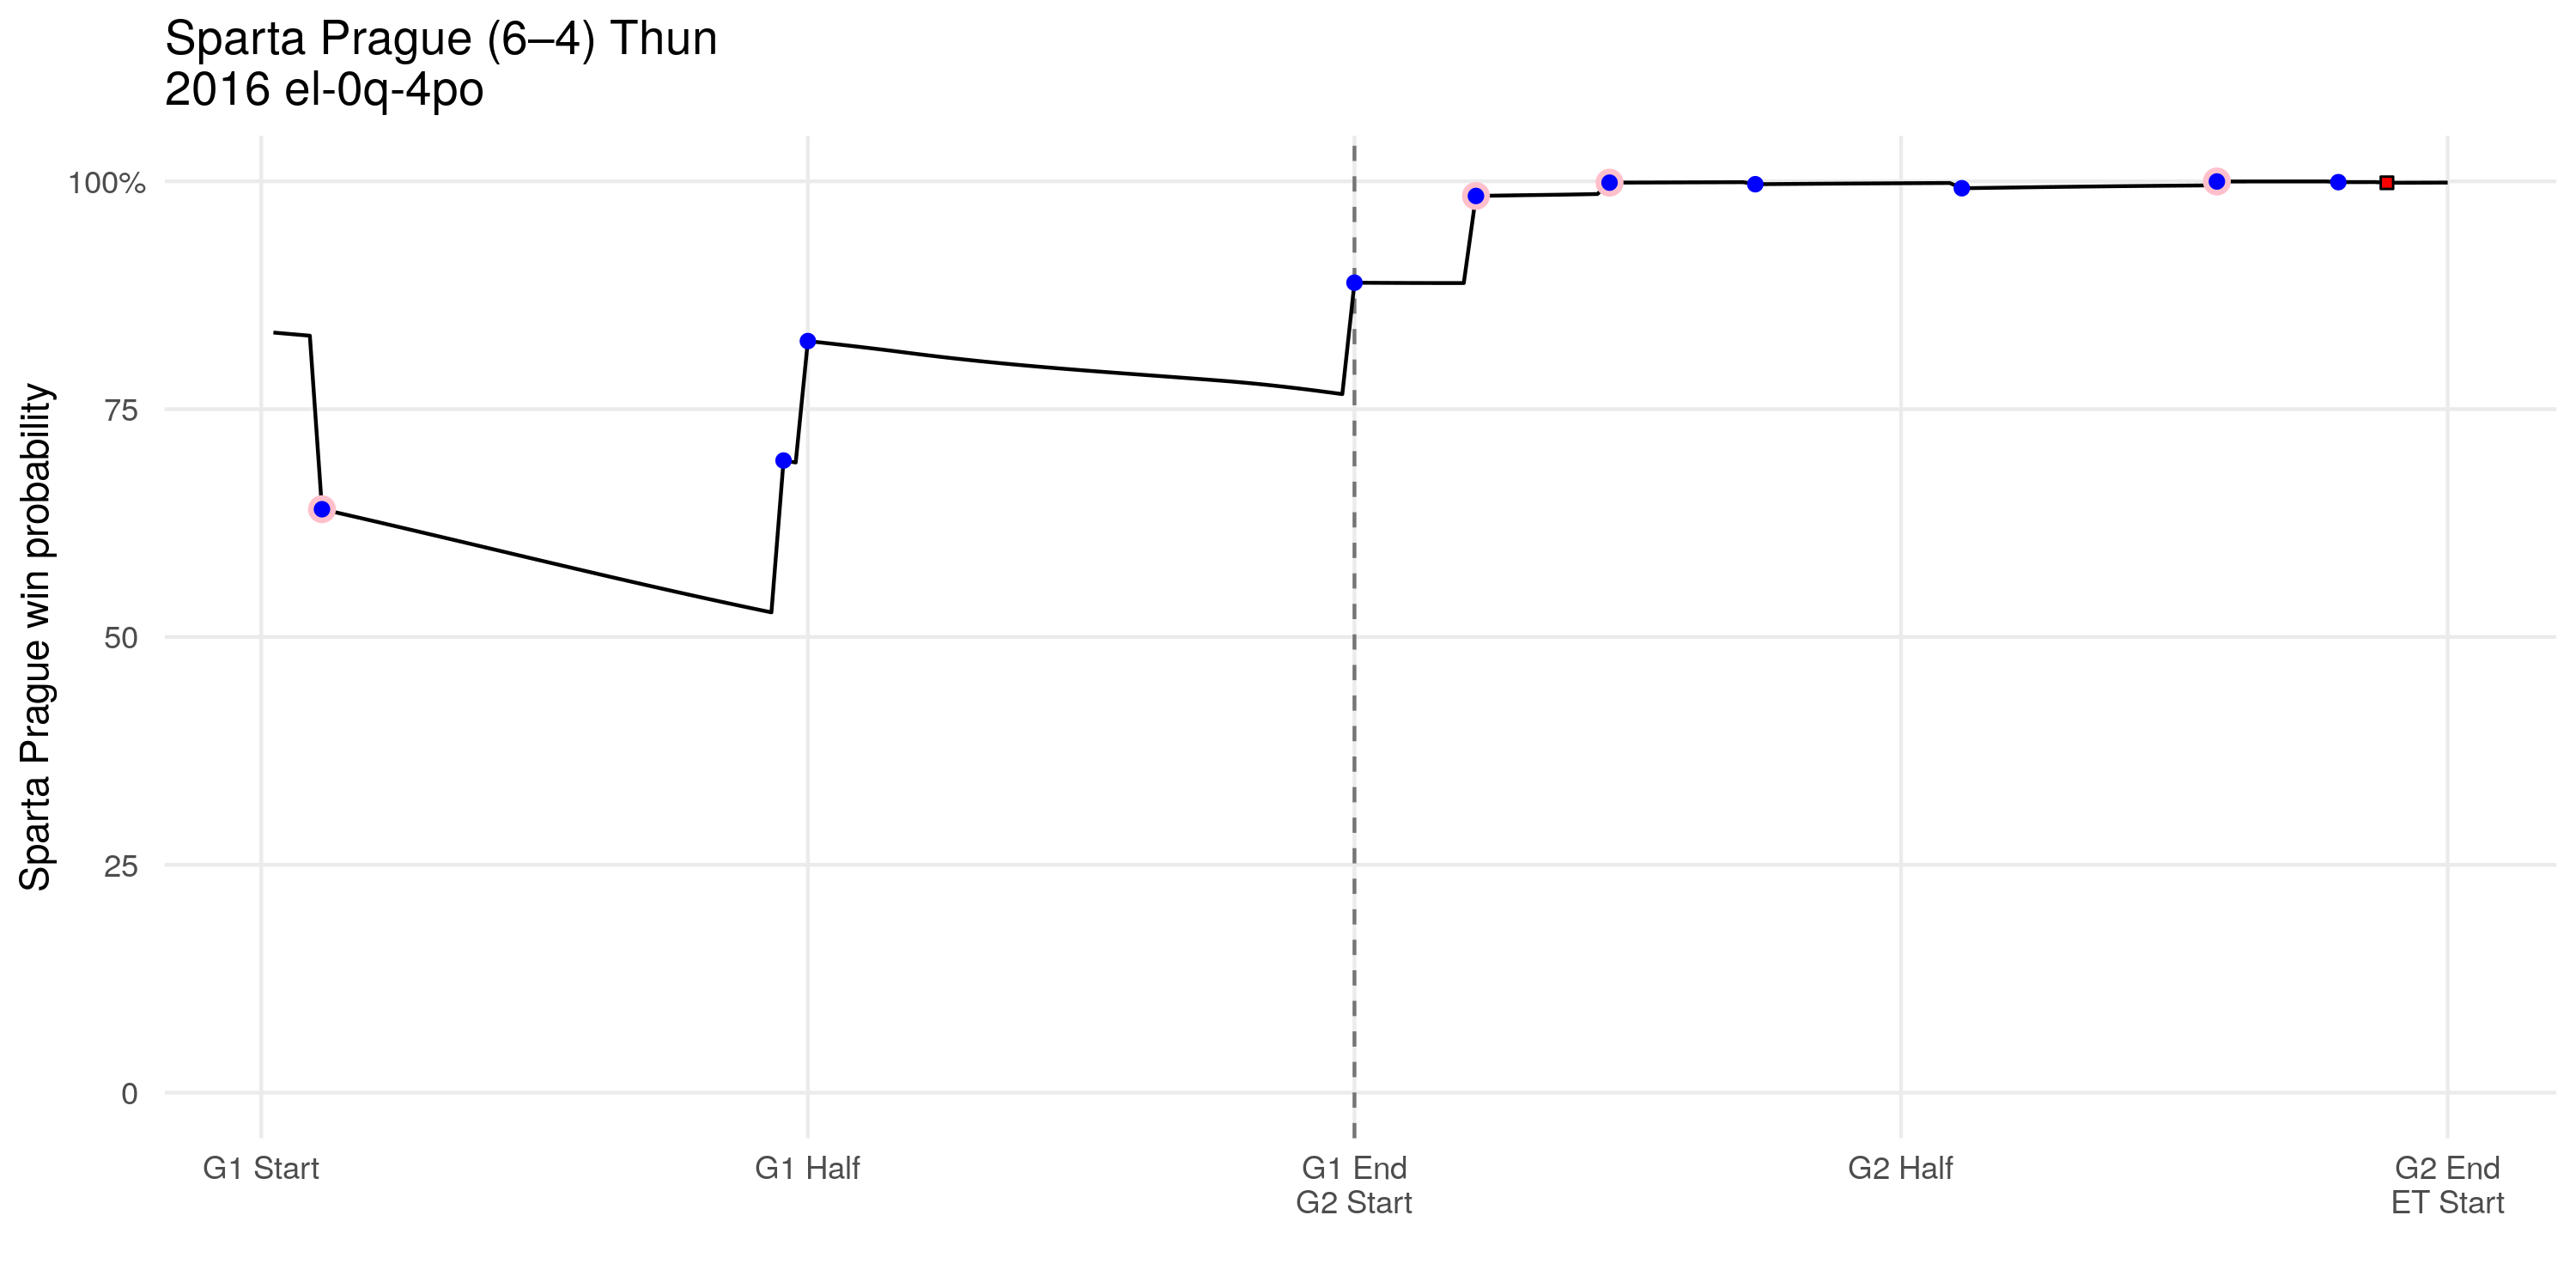 Sparta Prague (6–4) Thun
2016 el-0q-4po
Sparta Prague win probability
100%
75
50
25
0
G1 Start
G1 Half
G1 End
G2 Start
G2 Half
G2 End
ET Start